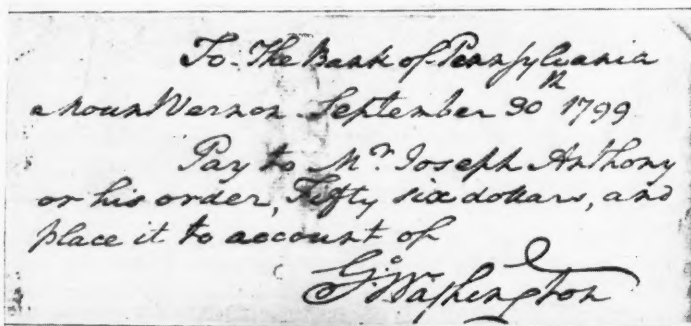 To The Bank of Pennsylvania
Mount Vernon September 30th 1799
Pay to Mr. Joseph Anthony
or his order, Fifty six dollars, and
place it to account of
Go. Washington